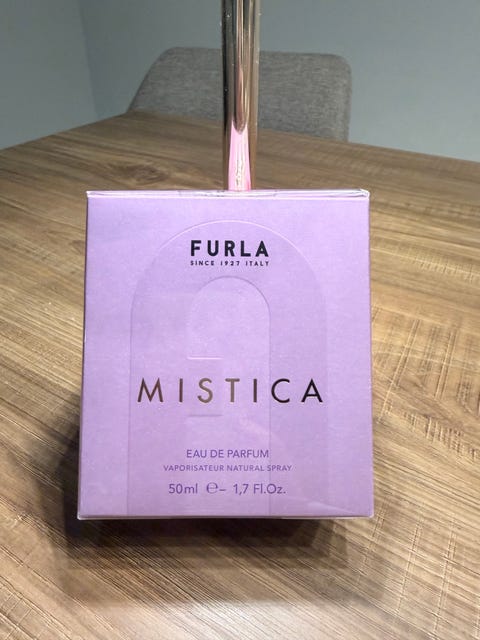 FURLA
SINCE 1927 ITALY
MISTICA
EAU DE PARFUM
VAPORISATEUR NATURAL SPRAY
50ml ℮– 1,7 Fl.Oz.